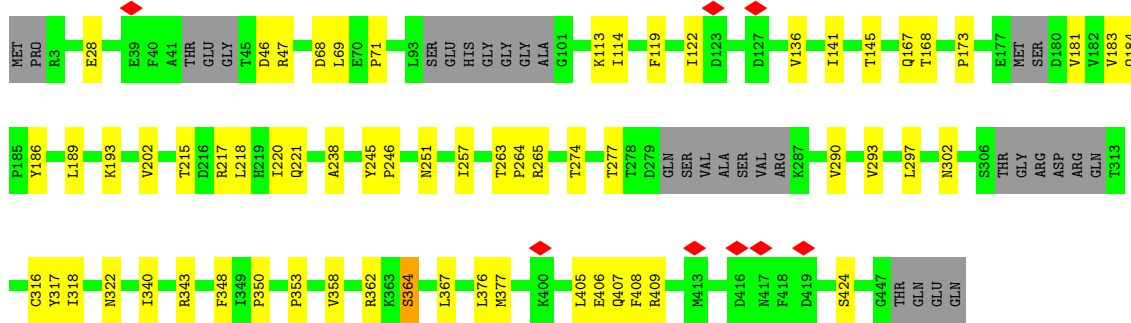 MET PRO R3 E28 E39 F40 A41 THR GLU GLY T45 D46 R47 D68 L69 E70 P71 L93 SER GLU HIS GLY GLY GLY ALA G101 K113 I114 F119 I122 D123 D127 V136 I141 T145 Q167 T168 P173 E177 MET SER D180 V181 V182 V183 Q184
P185 Y186 L189 K193 V202 T215 D216 R217 L218 H219 I220 Q221 A238 Y245 P246 N251 I257 T263 P264 R265 T274 T277 T278 D279 GLN SER VAL ALA SER VAL ARG K287 V290 V293 L297 N302 S306 THR GLY ARG ASP ARG GLN T313
C316 Y317 I318 N322 I340 R343 F348 I349 P350 P353 V358 R362 K363 S364 L367 L376 M377 K400 L405 E406 Q407 F408 R409 M413 D416 N417 F418 D419 S424 G447 THR GLN GLU GLN